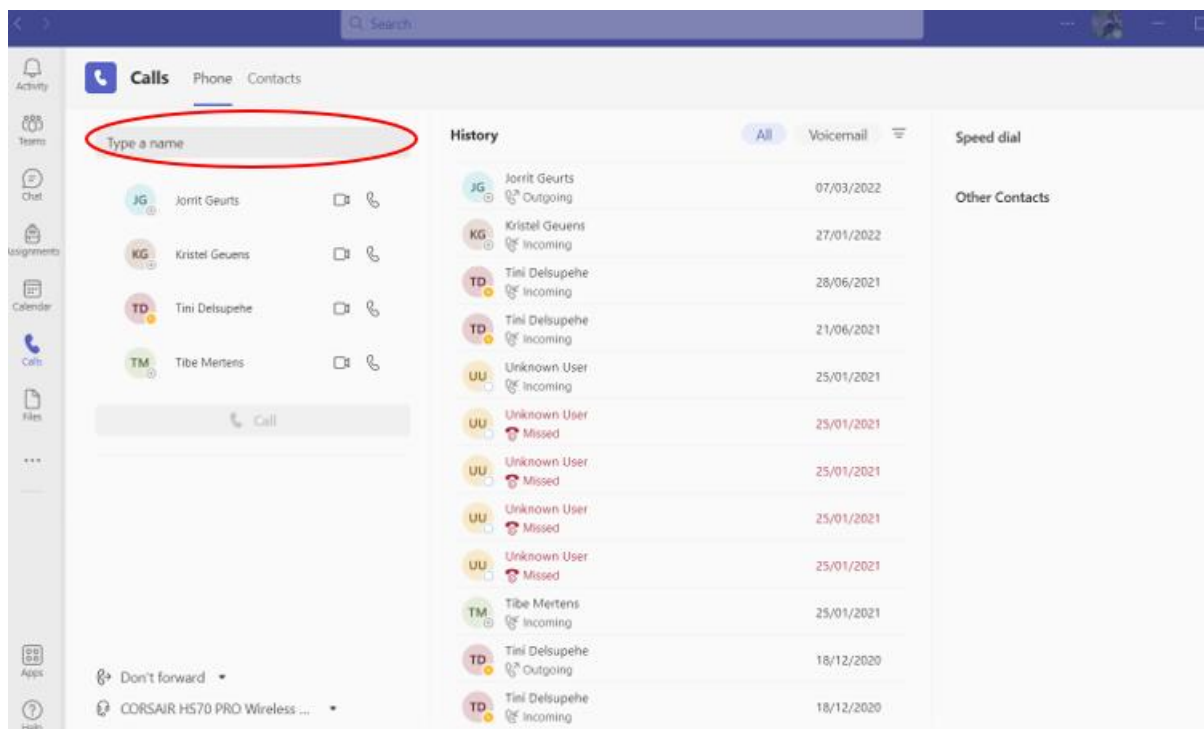 Search
Activity
Teams
Chat
Assignments
Calendar
Calls
Files
Apps
Help
Calls Phone Contacts
Type a name
JG Jorrit Geurts
KG Kristel Geuens
TD Tini Delsupehe
TM Tibe Mertens
Call
Don't forward
CORSAIR HS70 PRO Wireless ...
History All Voicemail
JG Jorrit Geurts 07/03/2022
Outgoing
KG Kristel Geuens 27/01/2022
Incoming
TD Tini Delsupehe 28/06/2021
Incoming
TD Tini Delsupehe 21/06/2021
Incoming
UU Unknown User 25/01/2021
Incoming
UU Unknown User 25/01/2021
Missed
UU Unknown User 25/01/2021
Missed
UU Unknown User 25/01/2021
Missed
UU Unknown User 25/01/2021
Missed
TM Tibe Mertens 25/01/2021
Incoming
TD Tini Delsupehe 18/12/2020
Outgoing
TD Tini Delsupehe 18/12/2020
Incoming
Speed dial
Other Contacts